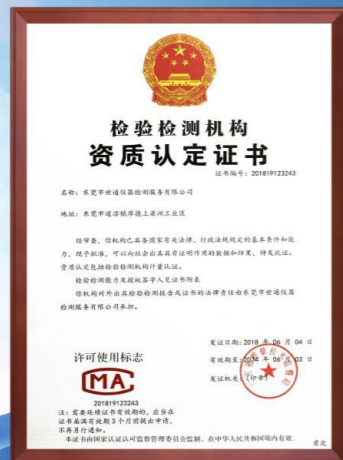 检验检测机构
资质认定证书
证书编号：201819123243
名称：东莞市世通仪器检测服务有限公司
地址：东莞市道滘镇厚德上梁洲工业区
经审查，你机构已具备国家有关法律、行政法规规定的基本条件和能
力，现予批准，可以向社会出具具有证明作用的数据和结果，特发此证。
资质认定包括检验检测机构计量认证。
检验检测能力及授权签字人见证书附表
你机构对外出具检验检测报告或证书的法律责任由东莞市世通仪器
检测服务有限公司承担。
发证日期：2018 年 06 月 04 日
有效期至：2024 年 06 月 03 日
发证机关：（印章）
许可使用标志
MA
201819123243
注：需要延续证书有效期的，应当在
证书届满有效期 3 个月前提出申请，
不再另行通知。
本证书由国家认证认可监督管理委员会监制，在中华人民共和国境内有效。
首次